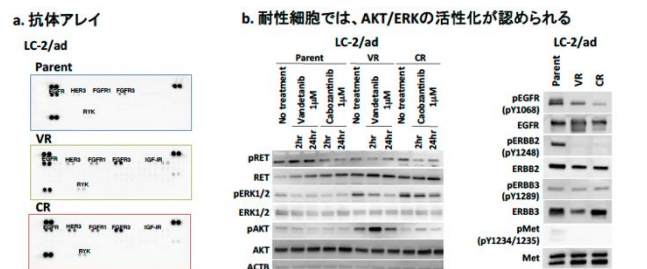 a. 抗体アレイ
LC-2/ad
Parent
EGFR HER3 FGFR1 FGFR3
RYK
VR
EGFR HER3 FGFR1 FGFR3 IGF-IR
RYK
CR
EGFR HER3 FGFR1 FGFR3 IGF-IR
RYK
b. 耐性細胞では、AKT/ERKの活性化が認められる
LC-2/ad
Parent VR CR
No treatment
Vandetanib 1μM
2hr
24hr
Cabozantinib 1μM
2hr
24hr
No treatment
Vandetanib 1μM
2hr
24hr
No treatment
Caobzantinib 1μM
2hr
24hr
pRET
RET
pERK1/2
ERK1/2
pAKT
AKT
ACTB
LC-2/ad
Parent
VR
CR
pEGFR
(pY1068)
EGFR
pERBB2
(pY1248)
ERBB2
pERBB3
(pY1289)
ERBB3
pMet
(pY1234/1235)
Met